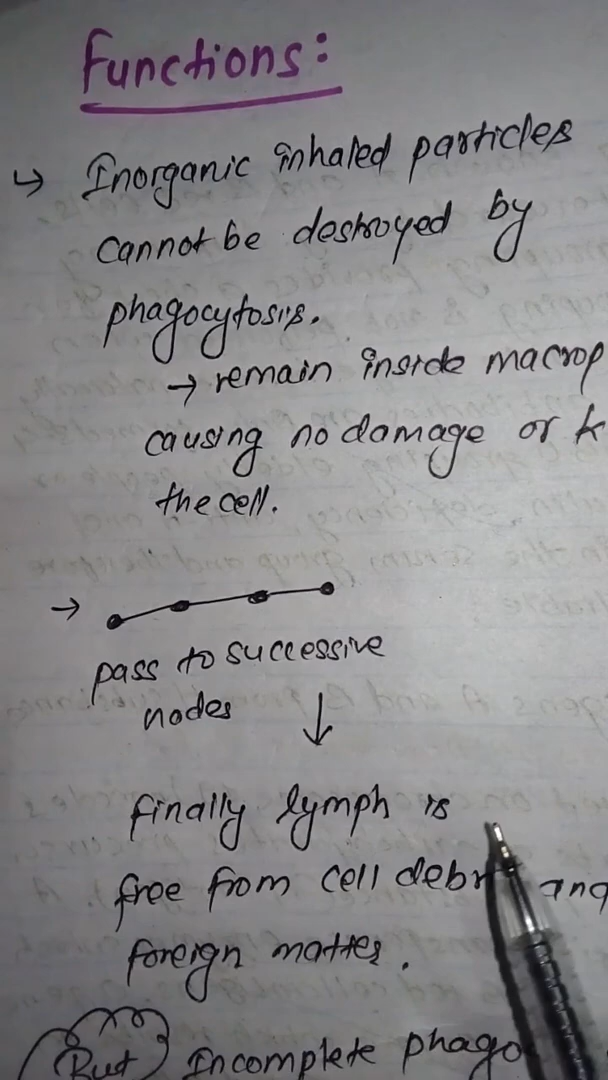 Functions:
↳ Inorganic inhaled particles
cannot be destroyed by
phagocytosis.
→ remain inside macrop
causing no damage or k
the cell.
→
pass to successive
nodes ↓
finally lymph is
free from cell debr and
foreign matter.
But Incomplete phago